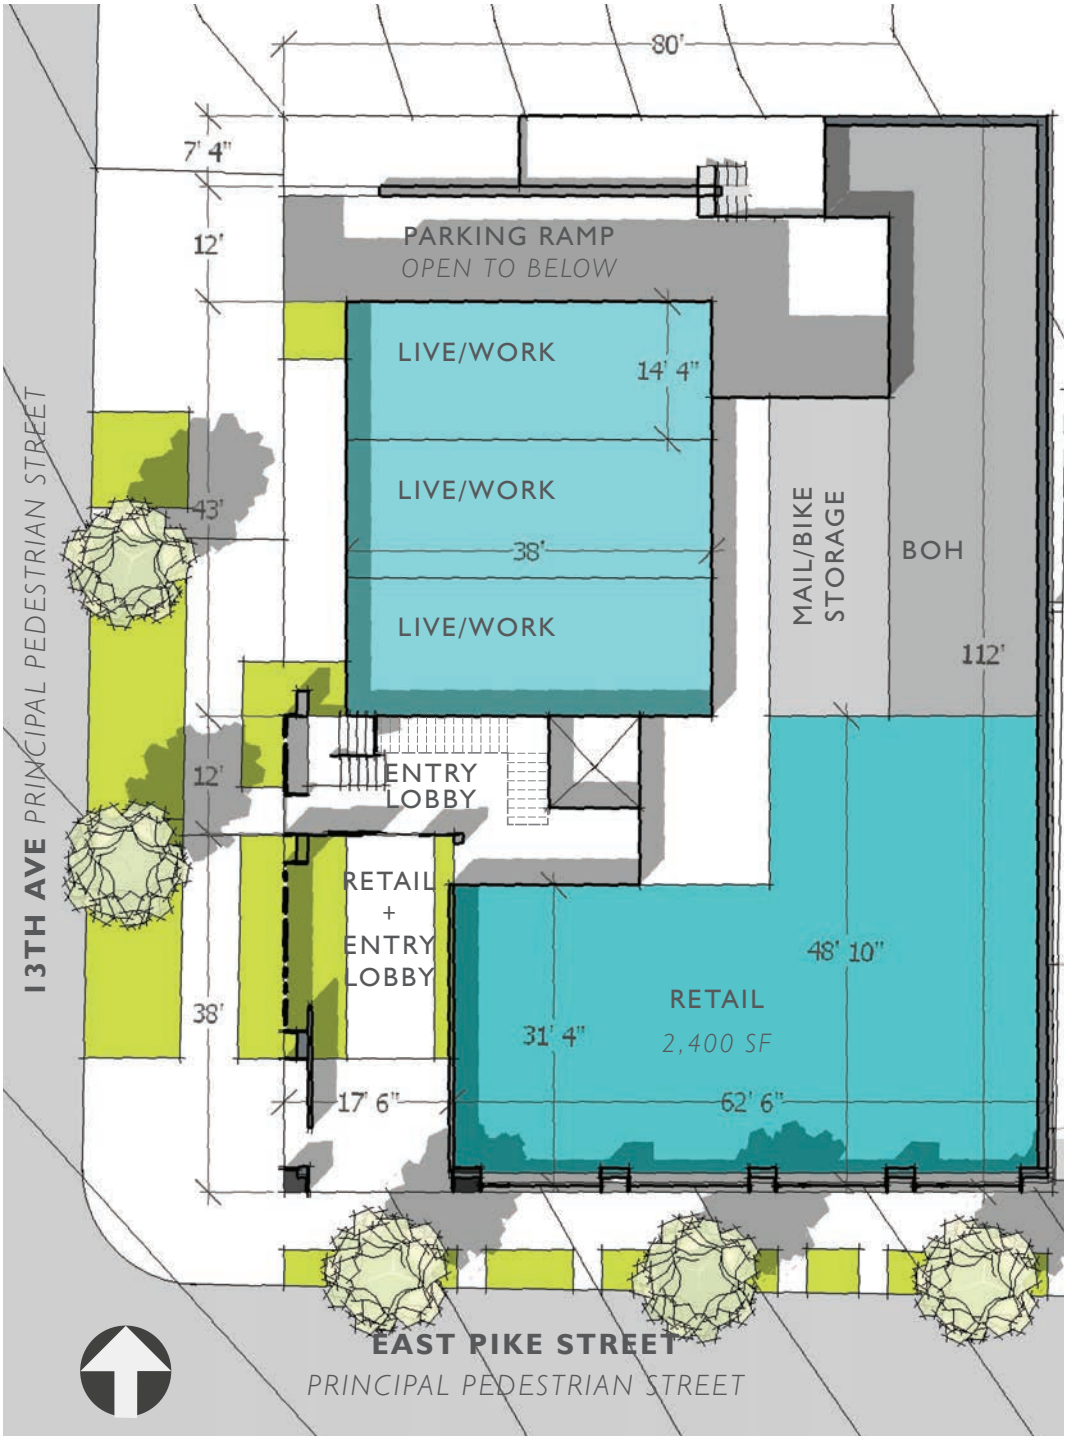 80'
7' 4"
12'
PARKING RAMP
OPEN TO BELOW
LIVE/WORK
14' 4"
LIVE/WORK
43'
38'
MAIL/BIKE
STORAGE
BOH
LIVE/WORK
112'
13TH AVE PRINCIPAL PEDESTRIAN STREET
12'
ENTRY
LOBBY
RETAIL
+
ENTRY
LOBBY
48' 10"
RETAIL
2,400 SF
38'
31' 4"
17' 6"
62' 6"
EAST PIKE STREET
PRINCIPAL PEDESTRIAN STREET